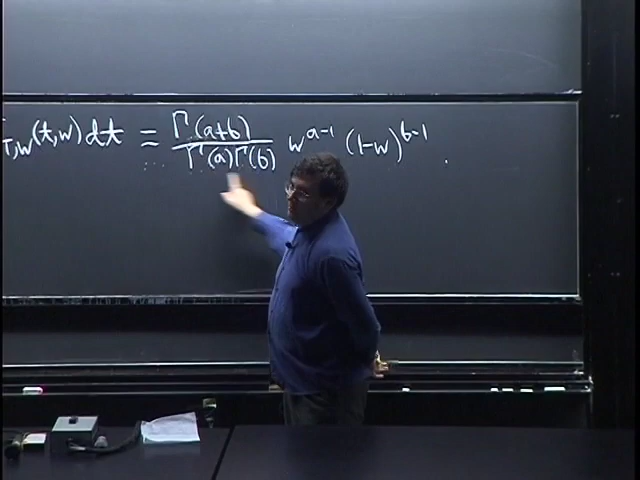 T,W(t,w)dt = Γ(a+b)/Γ(a)Γ(b) w^{a-1} (1-w)^{b-1} .